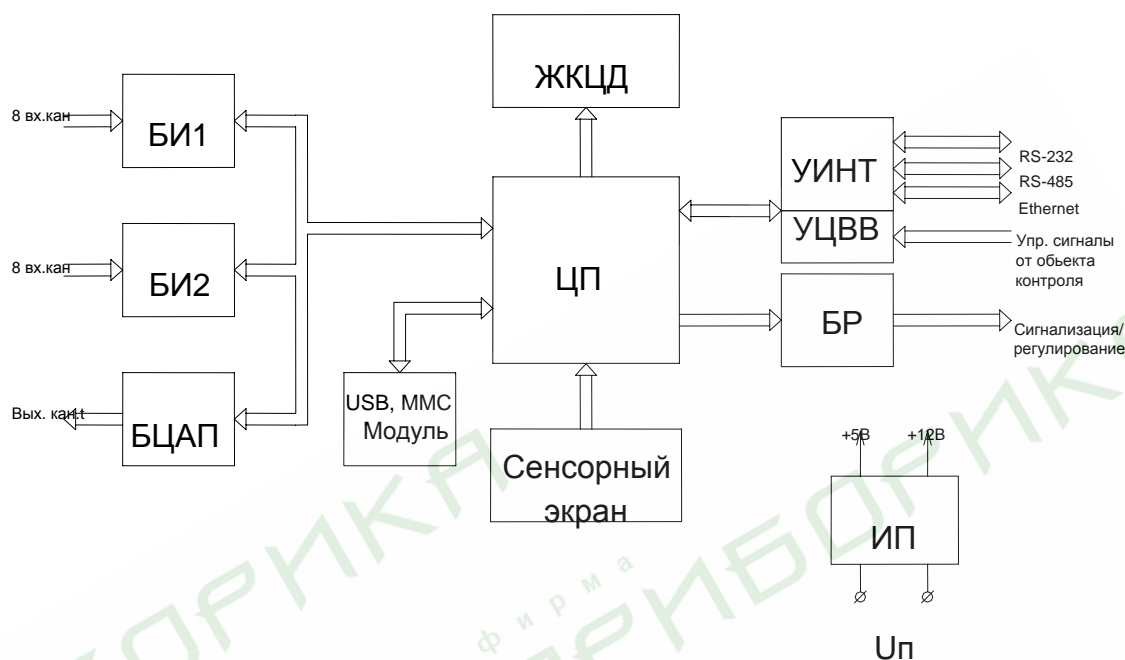 ЖКЦД
8 вх.кан
БИ1
УИНТ
RS-232
RS-485
Ethernet
УЦВВ
Упр. сигналы
от обьекта
контроля
8 вх.кан
БИ2
ЦП
БР
Сигнализация/
регулирование
Вых. кан.t
БЦАП
USB, MMC
Модуль
Сенсорный
экран
+5В
+12В
ИП
Uп
фирма
ПРИБОРИКА